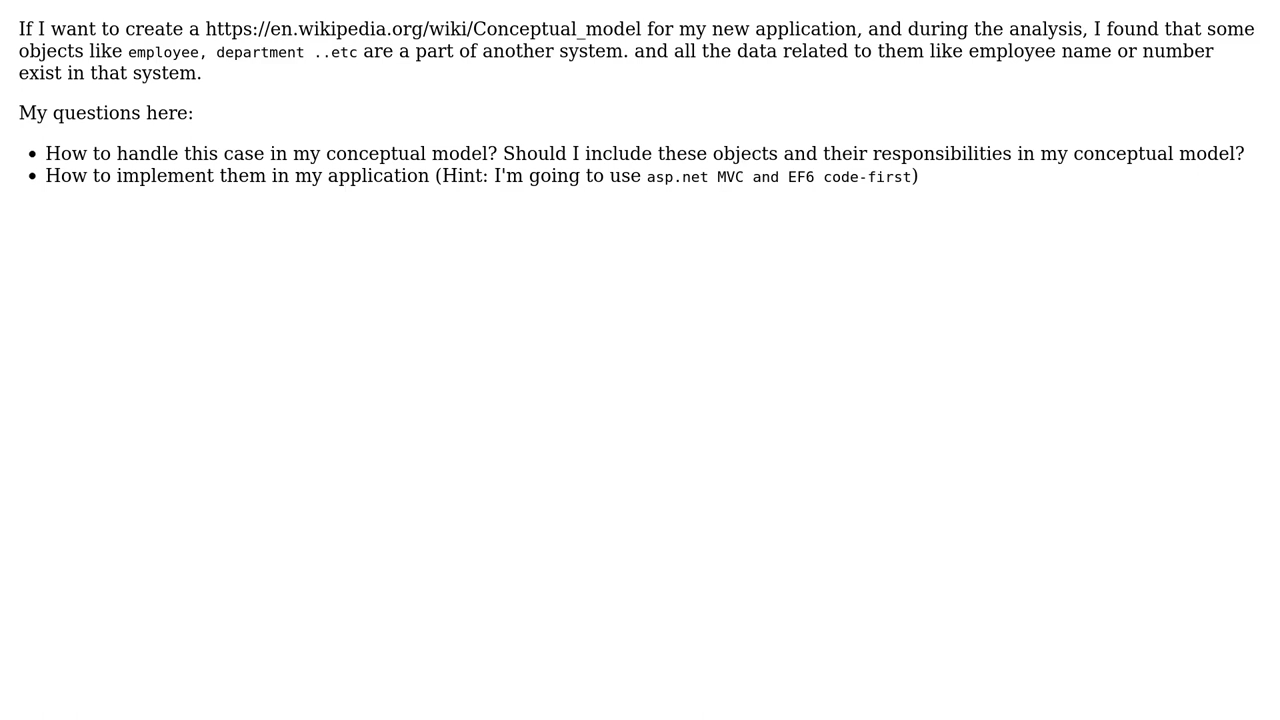 If I want to create a https://en.wikipedia.org/wiki/Conceptual_model for my new application, and during the analysis, I found that some
objects like employee, department ..etc are a part of another system. and all the data related to them like employee name or number
exist in that system.
My questions here:
• How to handle this case in my conceptual model? Should I include these objects and their responsibilities in my conceptual model?
• How to implement them in my application (Hint: I'm going to use asp.net MVC and EF6 code-first)